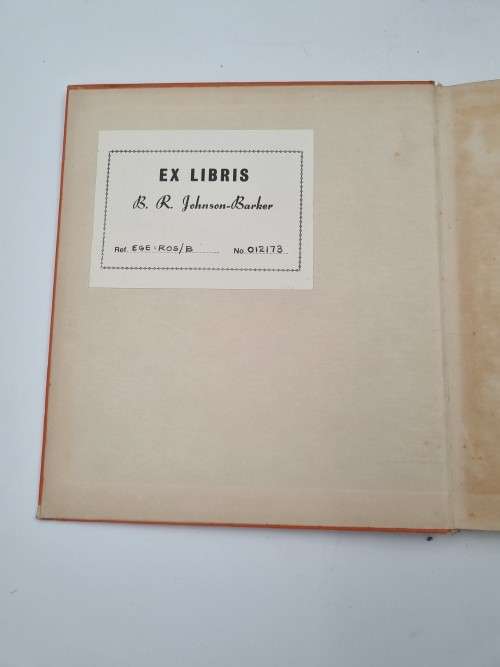 EX LIBRIS
B. R. Johnson-Barker
Ref. EGE-ROS/B No. 012173